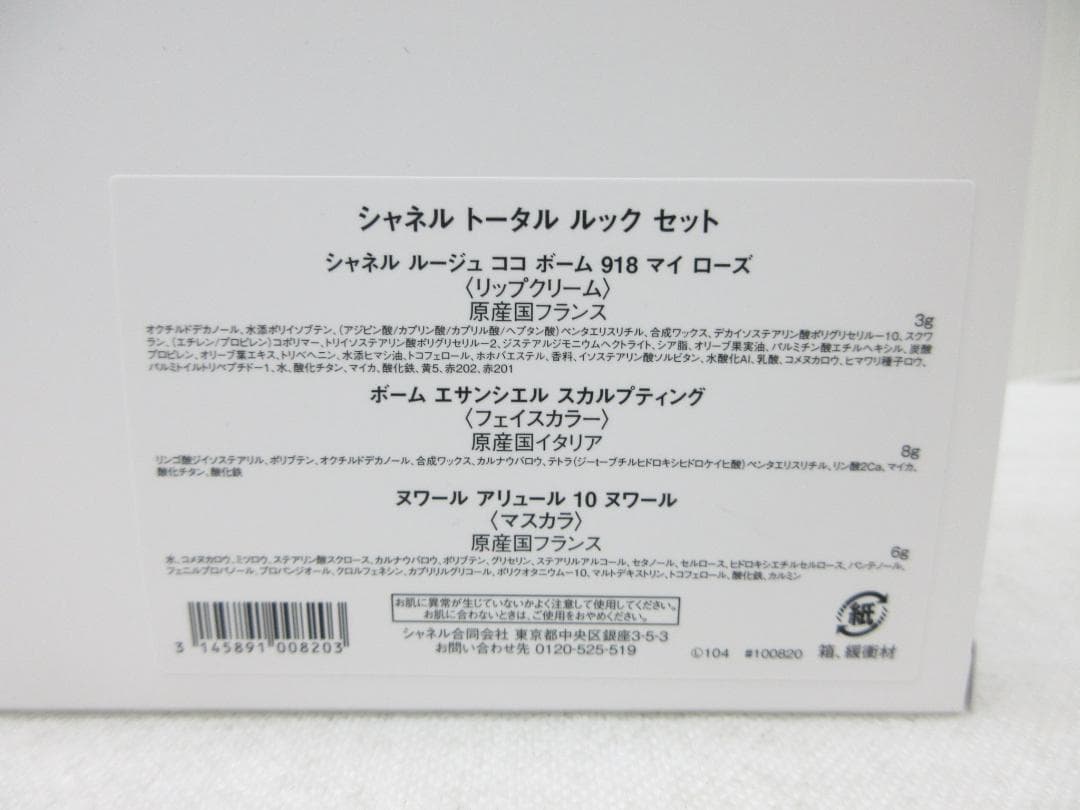 シャネル トータル ルック セット
シャネル ルージュ ココ ボーム 918 マイ ローズ
〈リップクリーム〉
原産国フランス
3g
オクチルドデカノール、水添ポリイソブテン、(アジピン酸/カプリン酸/カプリル酸/ヘプタン酸)ペンタエリスリチル、合成ワックス、デカイソステアリン酸ポリグリセリル-10、スクワ
ラン、(エチレン/プロピレン)コポリマー、トリイソステアリン酸ポリグリセリル-2、ジステアルジモニウムヘクトライト、シア脂、オリーブ果実油、パルミチン酸エチルヘキシル、炭酸
プロピレン、オリーブ葉エキス、トリベヘニン、水添ヒマシ油、トコフェロール、ホホバエステル、香料、イソステアリン酸ソルビタン、水酸化Al、乳酸、コメヌカロウ、ヒマワリ種子ロウ、
パルミトイルトリペプチド-1、水、酸化チタン、マイカ、酸化鉄、黄5、赤202、赤201
ボーム エサンシエル スカルプティング
〈フェイスカラー〉
原産国イタリア
8g
リンゴ酸ジイソステアリル、ポリブテン、オクチルドデカノール、合成ワックス、カルナウバロウ、テトラ(ジ-t-ブチルヒドロキシヒドロケイヒ酸)ペンタエリスリチル、リン酸2Ca、マイカ、
酸化チタン、酸化鉄
ヌワール アリュール 10 ヌワール
〈マスカラ〉
原産国フランス
6g
水、コメヌカロウ、ミツロウ、ステアリン酸スクロース、カルナウバロウ、ポリブテン、グリセリン、ステアリルアルコール、セタノール、セルロース、ヒドロキシエチルセルロース、パンテノール、
フェニルプロパノール、プロパンジオール、クロルフェネシン、カプリリルグリコール、ポリクオタニウム-10、マルトデキストリン、トコフェロール、酸化鉄、カルミン
お肌に異常が生じていないかよく注意して使用してください。
お肌に合わないときは、ご使用をおやめください。
シャネル合同会社 東京都中央区銀座3-5-3
お問い合わせ先 0120-525-519
3 145891 008203
Ⓛ104 #100820
紙
箱、緩衝材